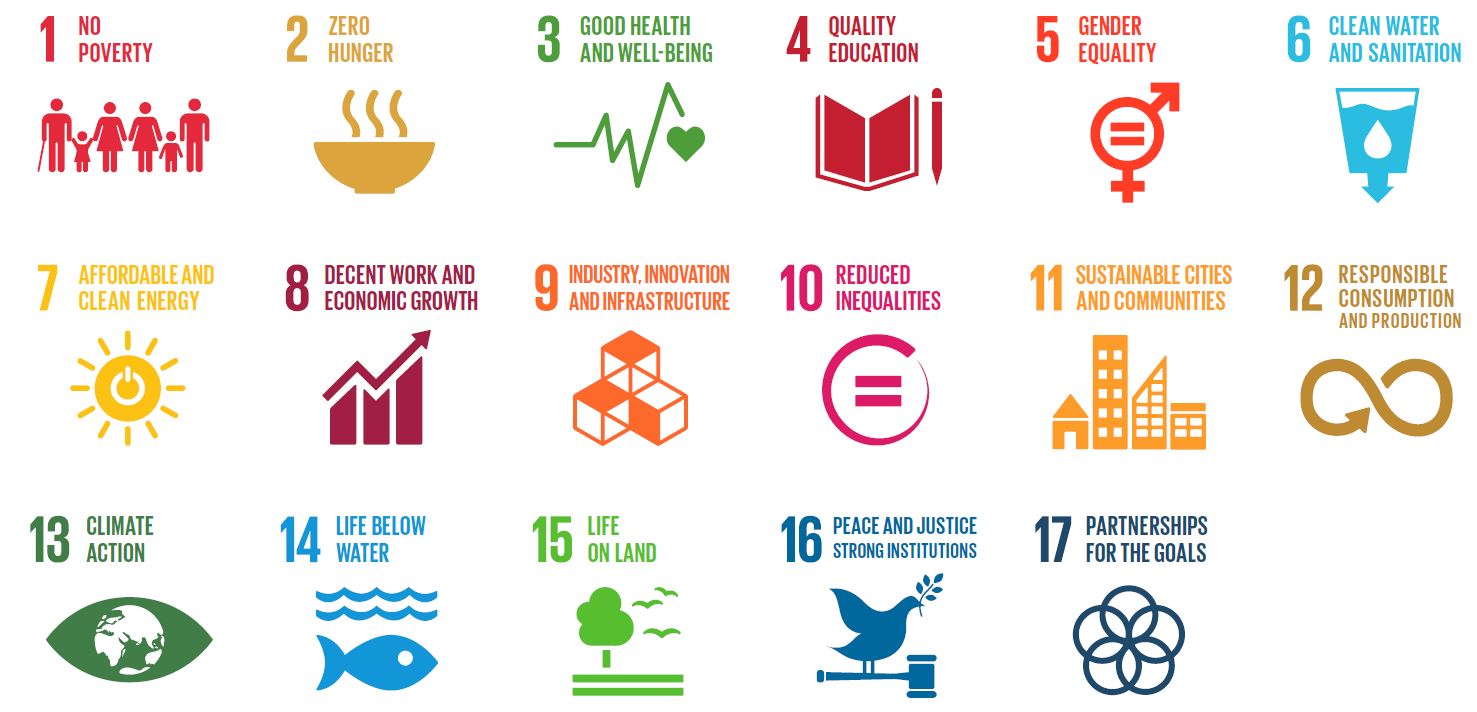 1 NO
POVERTY
2 ZERO
HUNGER
3 GOOD HEALTH
AND WELL-BEING
4 QUALITY
EDUCATION
5 GENDER
EQUALITY
6 CLEAN WATER
AND SANITATION
7 AFFORDABLE AND
CLEAN ENERGY
8 DECENT WORK AND
ECONOMIC GROWTH
9 INDUSTRY, INNOVATION
AND INFRASTRUCTURE
10 REDUCED
INEQUALITIES
11 SUSTAINABLE CITIES
AND COMMUNITIES
12 RESPONSIBLE
CONSUMPTION
AND PRODUCTION
13 CLIMATE
ACTION
14 LIFE BELOW
WATER
15 LIFE
ON LAND
16 PEACE AND JUSTICE
STRONG INSTITUTIONS
17 PARTNERSHIPS
FOR THE GOALS